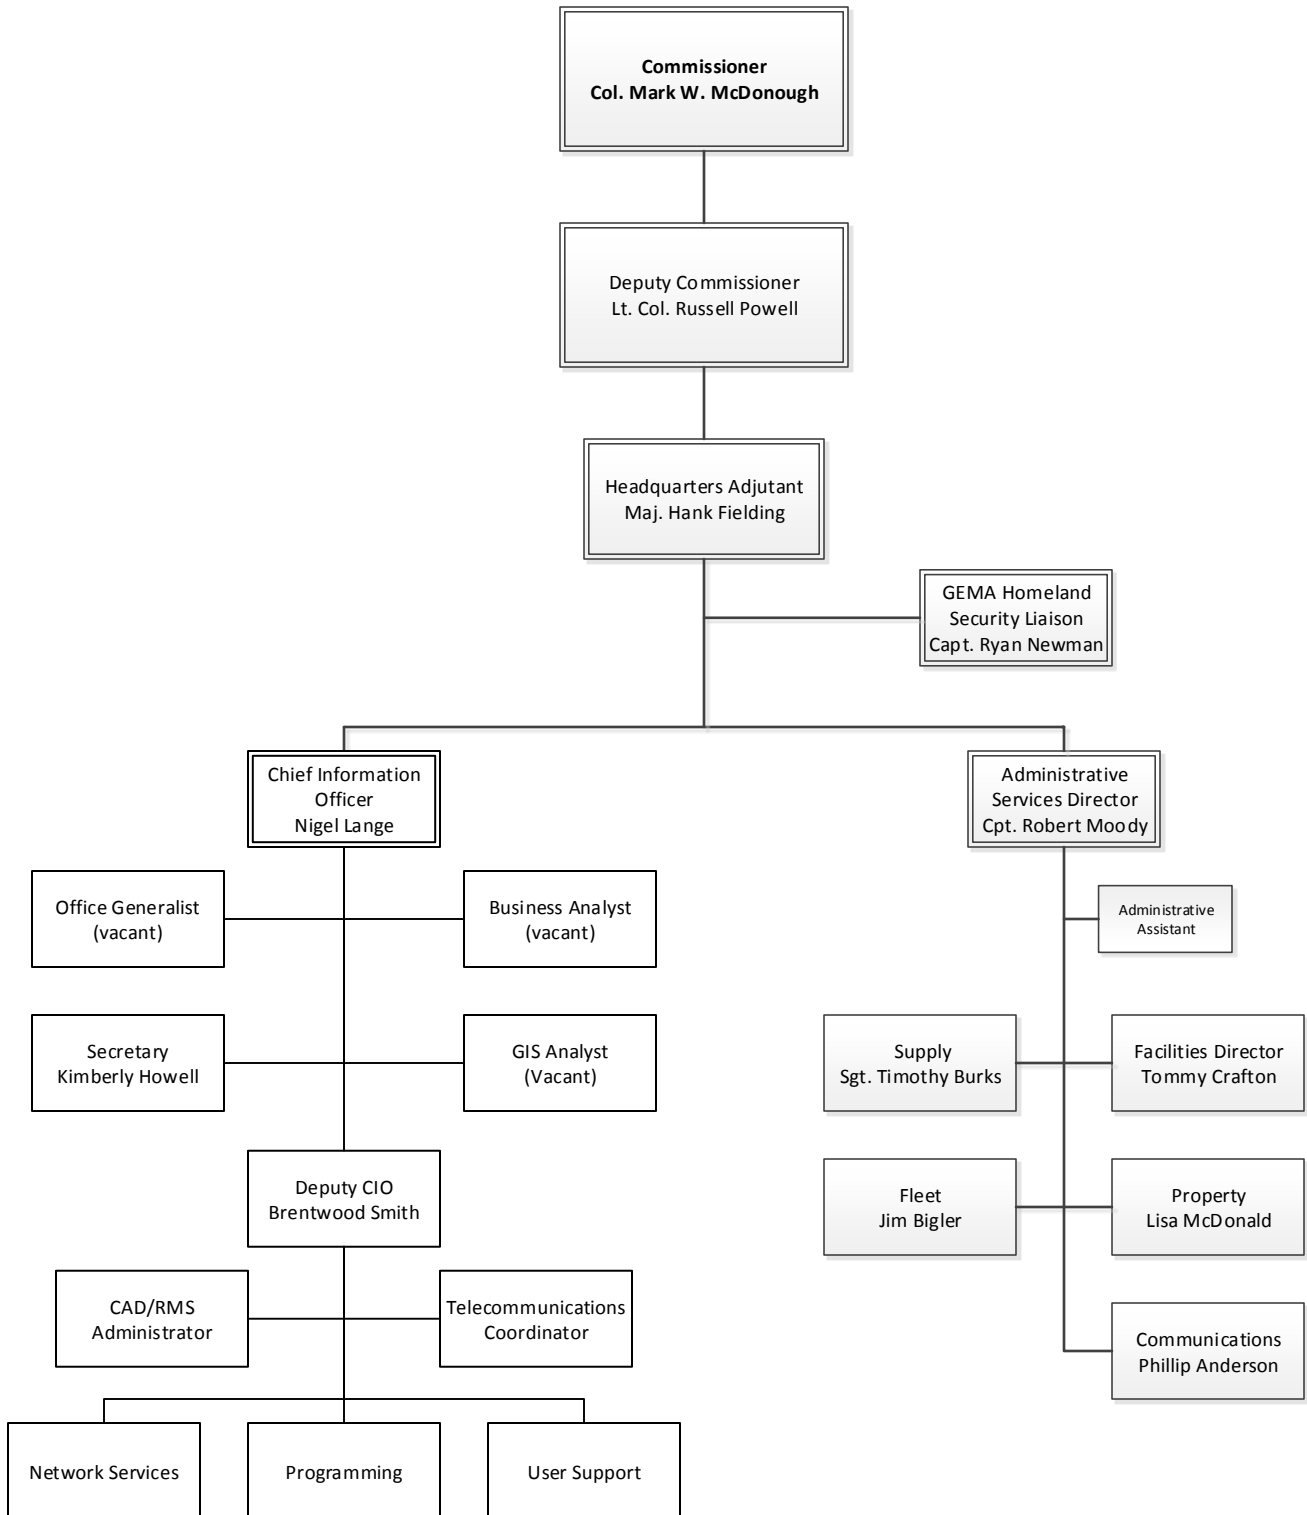 Commissioner
Col. Mark W. McDonough
Deputy Commissioner
Lt. Col. Russell Powell
Headquarters Adjutant
Maj. Hank Fielding
GEMA Homeland
Security Liaison
Capt. Ryan Newman
Chief Information
Officer
Nigel Lange
Administrative
Services Director
Cpt. Robert Moody
Office Generalist
(vacant)
Business Analyst
(vacant)
Administrative
Assistant
Secretary
Kimberly Howell
GIS Analyst
(Vacant)
Supply
Sgt. Timothy Burks
Facilities Director
Tommy Crafton
Deputy CIO
Brentwood Smith
Fleet
Jim Bigler
Property
Lisa McDonald
CAD/RMS
Administrator
Telecommunications
Coordinator
Communications
Phillip Anderson
Network Services
Programming
User Support